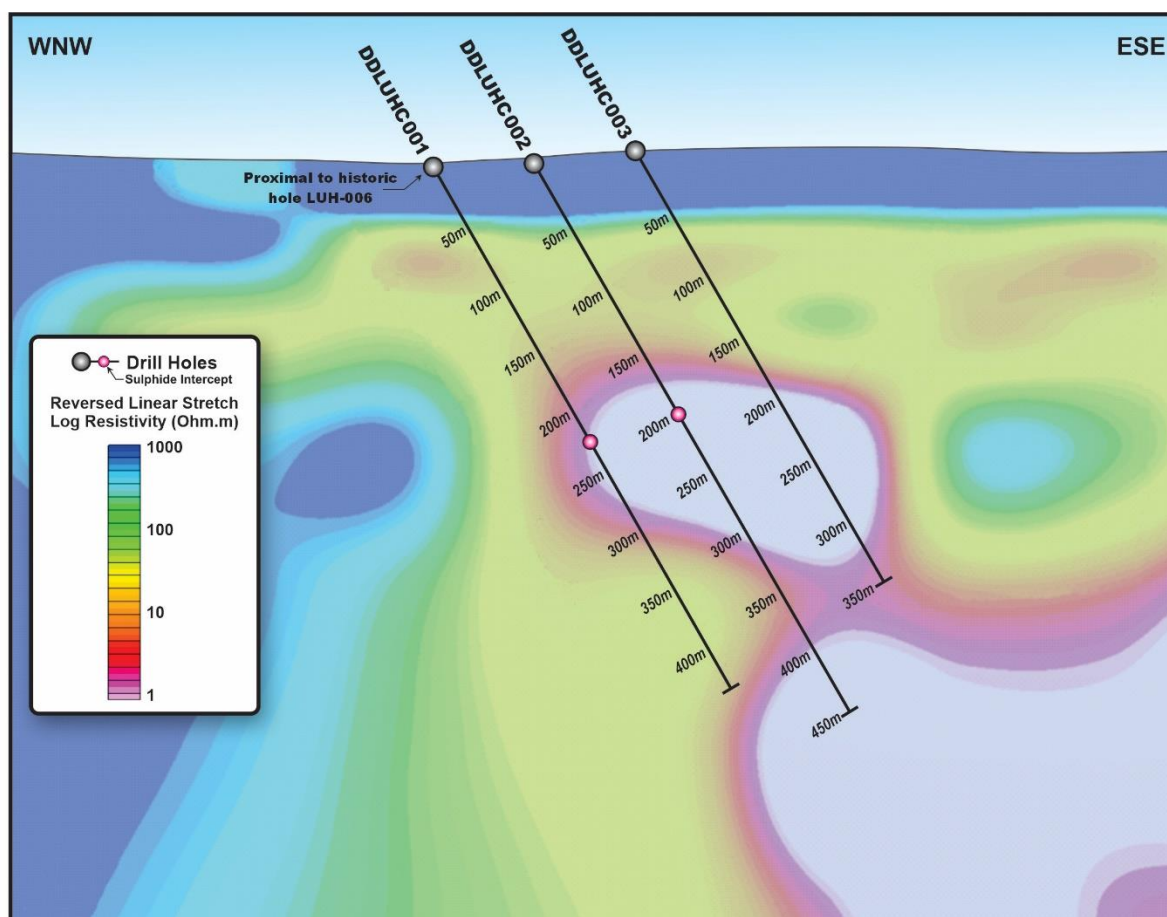 WNW
ESE
DDLUHC001
DDLUHC002
DDLUHC003
Proximal to historic
hole LUH-006
50m
100m
150m
200m
250m
300m
350m
400m
50m
100m
150m
200m
250m
300m
350m
400m
450m
50m
100m
150m
200m
250m
300m
350m
Drill Holes
Sulphide Intercept
Reversed Linear Stretch
Log Resistivity (Ohm.m)
1000
100
10
1